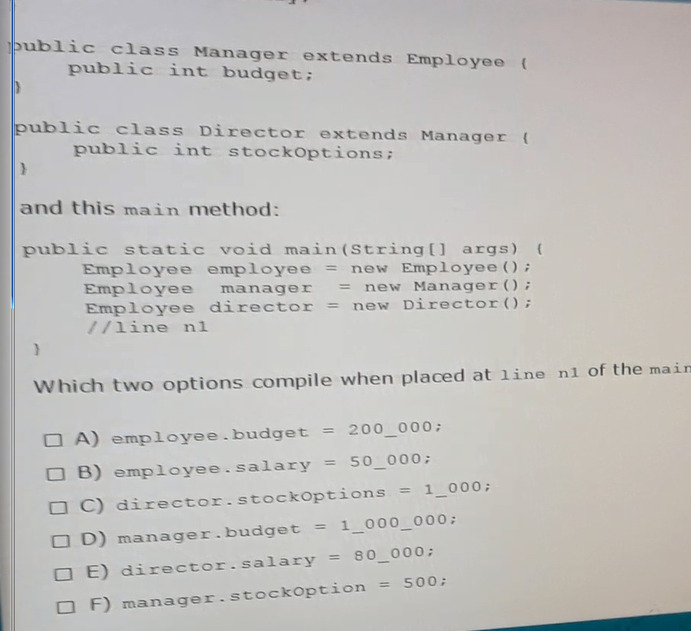 public class Manager extends Employee {
public int budget;
}
public class Director extends Manager {
public int stockOptions;
}
and this main method:
public static void main(String[] args) {
Employee employee = new Employee();
Employee manager = new Manager();
Employee director = new Director();
//line n1
}
Which two options compile when placed at line n1 of the main
A) employee.budget = 200_000;
B) employee.salary = 50_000;
C) director.stockOptions = 1_000;
D) manager.budget = 1_000_000;
E) director.salary = 80_000;
F) manager.stockOption = 500;